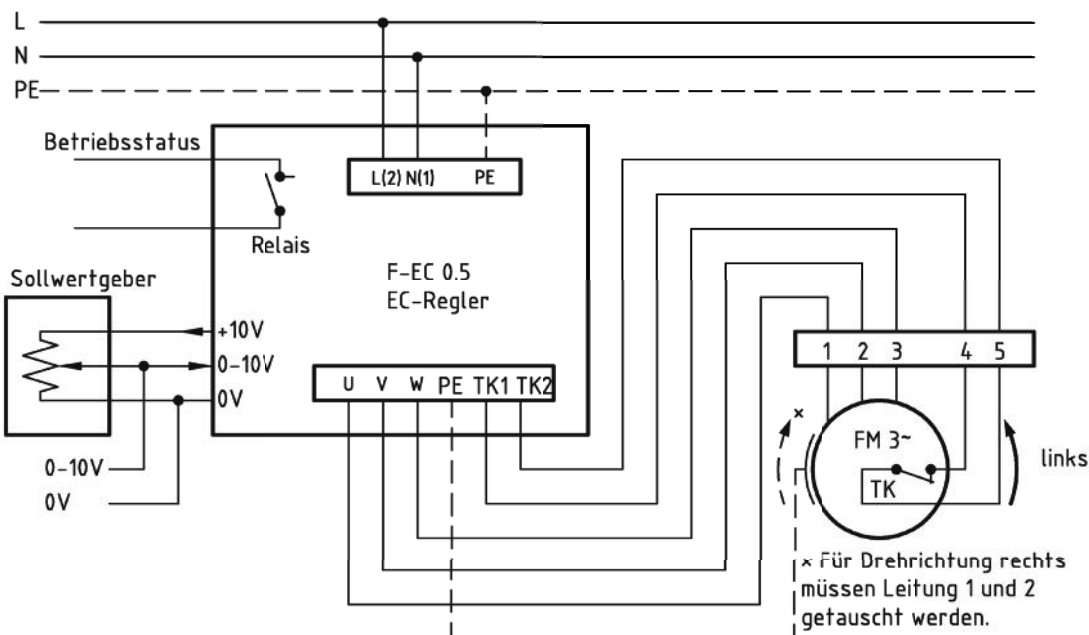 L
N
PE
Betriebsstatus
L(2) N(1) PE
Relais
F-EC 0.5
EC-Regler
Sollwertgeber
+10V
0-10V
0V
U V W PE TK1 TK2
0-10V
0V
1 2 3 4 5
×
FM 3~
TK
links
× Für Drehrichtung rechts
müssen Leitung 1 und 2
getauscht werden.